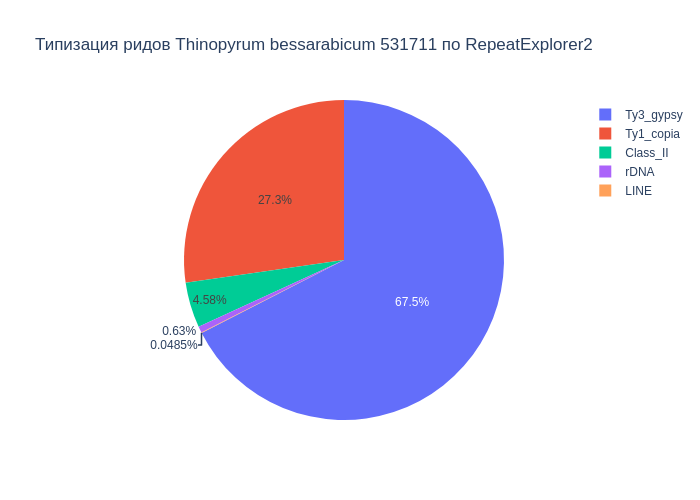 Типизация ридов Thinopyrum bessarabicum 531711 по RepeatExplorer2
Ty3_gypsy
Ty1_copia
Class_II
rDNA
LINE
27.3%
4.58%
67.5%
0.63%
0.0485%